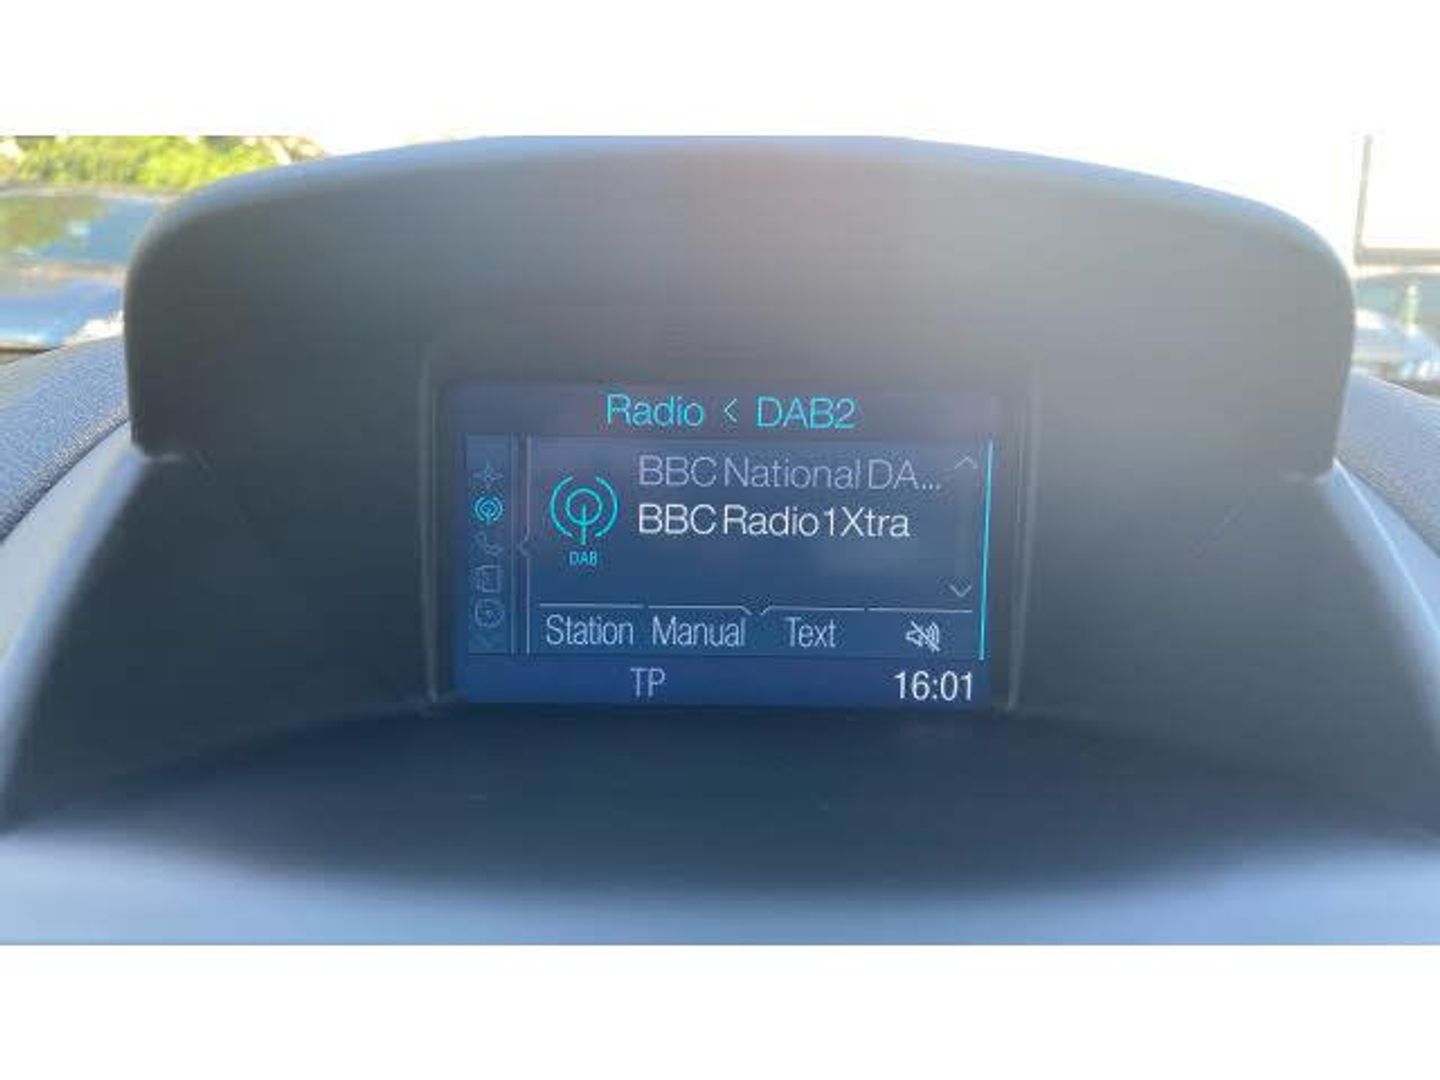 Radio < DAB2
BBC National DA...
BBC Radio 1Xtra
DAB
Station Manual Text
TP 16:01